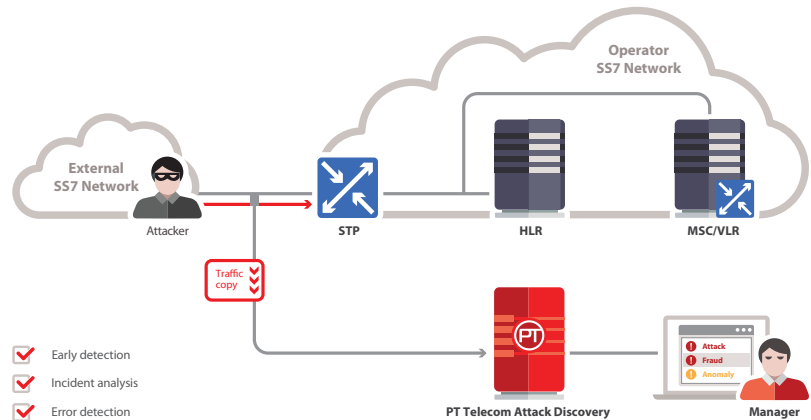 Operator
SS7 Network
External
SS7 Network
Attacker
STP
HLR
MSC/VLR
Traffic
copy
PT
Attack
Fraud
Anomaly
Early detection
Incident analysis
Error detection
PT Telecom Attack Discovery
Manager